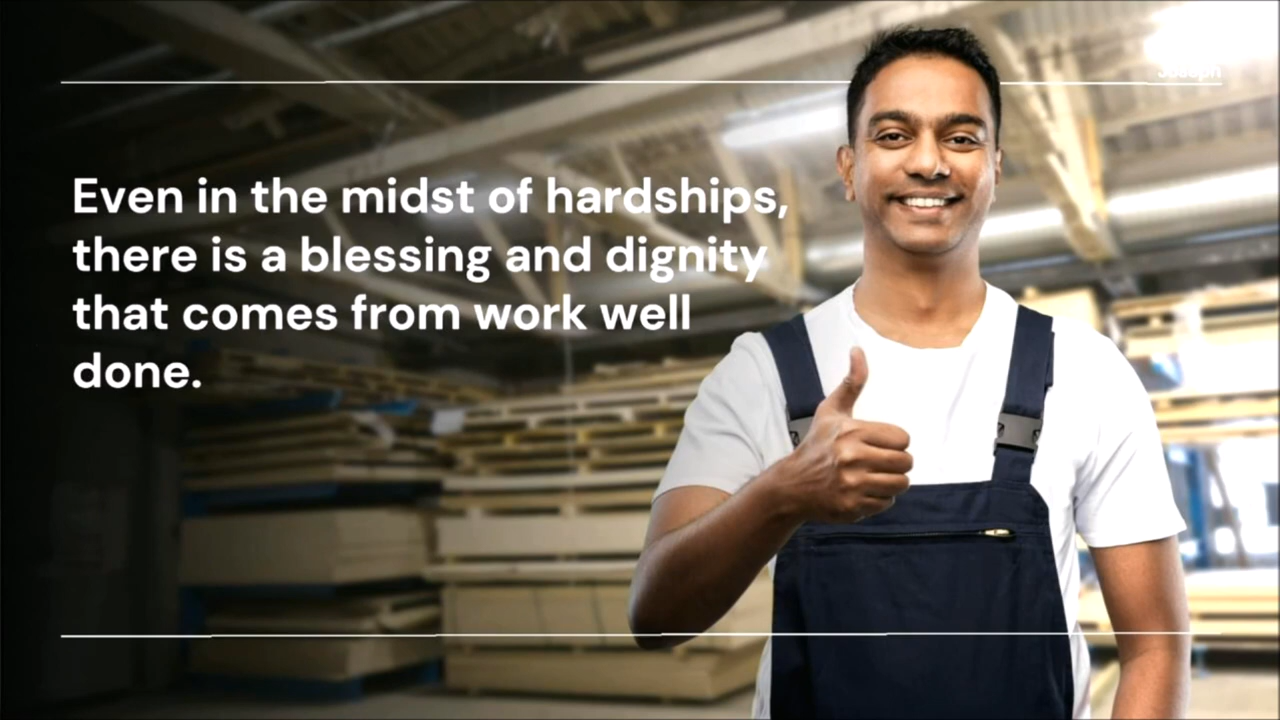 Even in the midst of hardships,
there is a blessing and dignity
that comes from work well
done.